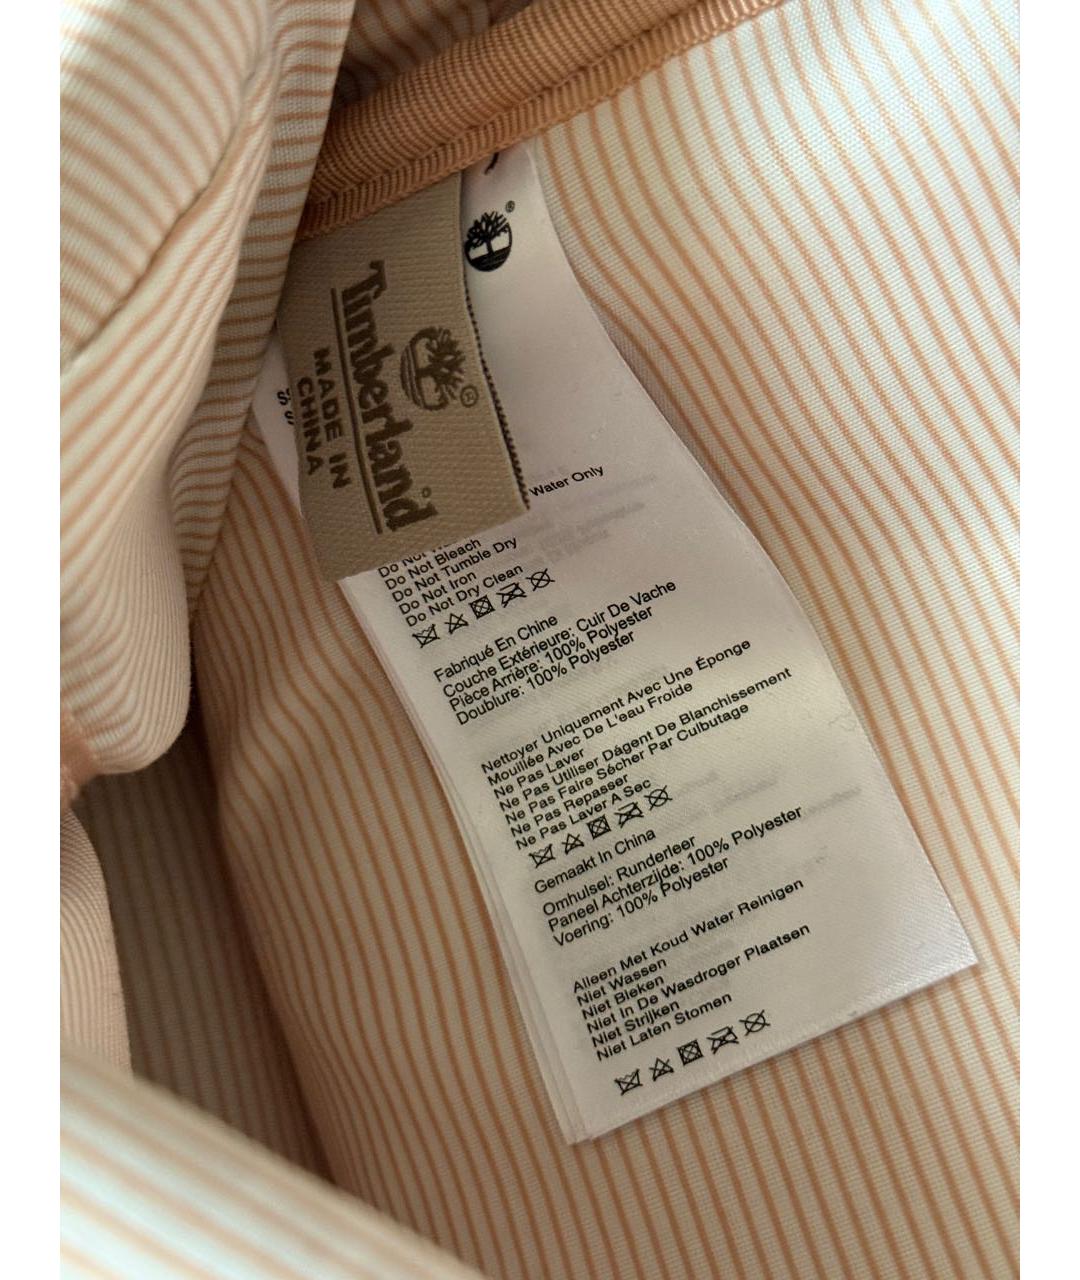 Timberland
®
MADE IN
CHINA
®
Water Only
Do Not Bleach
Do Not Tumble Dry
Do Not Iron
Do Not Dry Clean
Fabriqué En Chine
Couche Extérieure: Cuir De Vache
Pièce Arrière: 100% Polyester
Doublure: 100% Polyester
Nettoyer Uniquement Avec Une Éponge
Mouillée Avec De L'eau Froide
Ne Pas Laver
Ne Pas Utiliser Dágent De Blanchissement
Ne Pas Faire Sécher Par Culbutage
Ne Pas Repasser
Ne Pas Laver A Sec
Gemaakt In China
Omhulsel: Runderleer
Paneel Achterzijde: 100% Polyester
Voering: 100% Polyester
Alleen Met Koud Water Reinigen
Niet Wassen
Niet Bieken
Niet In De Wasdroger Plaatsen
Niet Strijken
Niet Laten Stomen